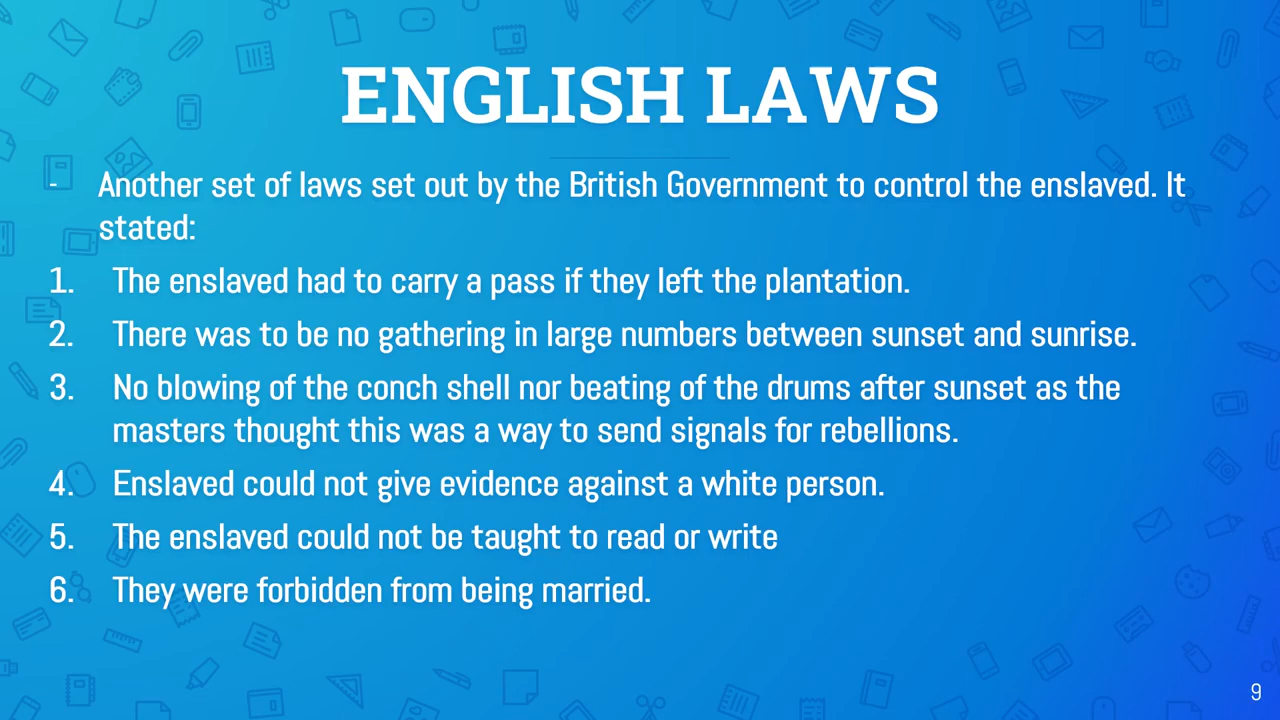 ENGLISH LAWS
- Another set of laws set out by the British Government to control the enslaved. It
stated:
1. The enslaved had to carry a pass if they left the plantation.
2. There was to be no gathering in large numbers between sunset and sunrise.
3. No blowing of the conch shell nor beating of the drums after sunset as the
masters thought this was a way to send signals for rebellions.
4. Enslaved could not give evidence against a white person.
5. The enslaved could not be taught to read or write
6. They were forbidden from being married.
9